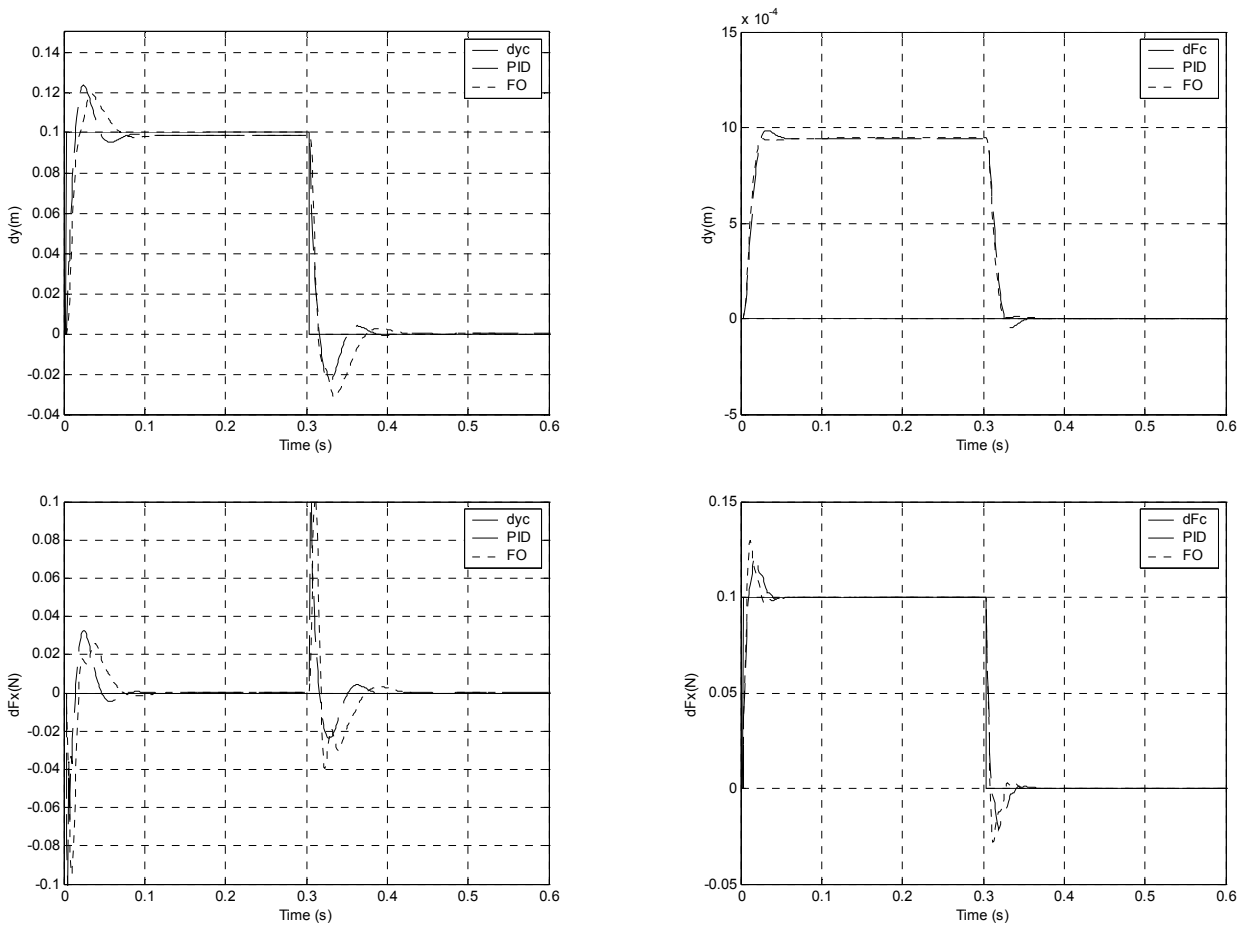 0.14
0.12
0.1
0.08
0.06
0.04
0.02
0
-0.02
-0.04
dy(m)
dyc
PID
FO
0 0.1 0.2 0.3 0.4 0.5 0.6
Time (s)
x 10-4
15
10
5
0
-5
dy(m)
dFc
PID
FO
0 0.1 0.2 0.3 0.4 0.5 0.6
Time (s)
0.1
0.08
0.06
0.04
0.02
0
-0.02
-0.04
-0.06
-0.08
-0.1
dFx(N)
dyc
PID
FO
0 0.1 0.2 0.3 0.4 0.5 0.6
Time (s)
0.15
0.1
0.05
0
-0.05
dFx(N)
dFc
PID
FO
0 0.1 0.2 0.3 0.4 0.5 0.6
Time (s)